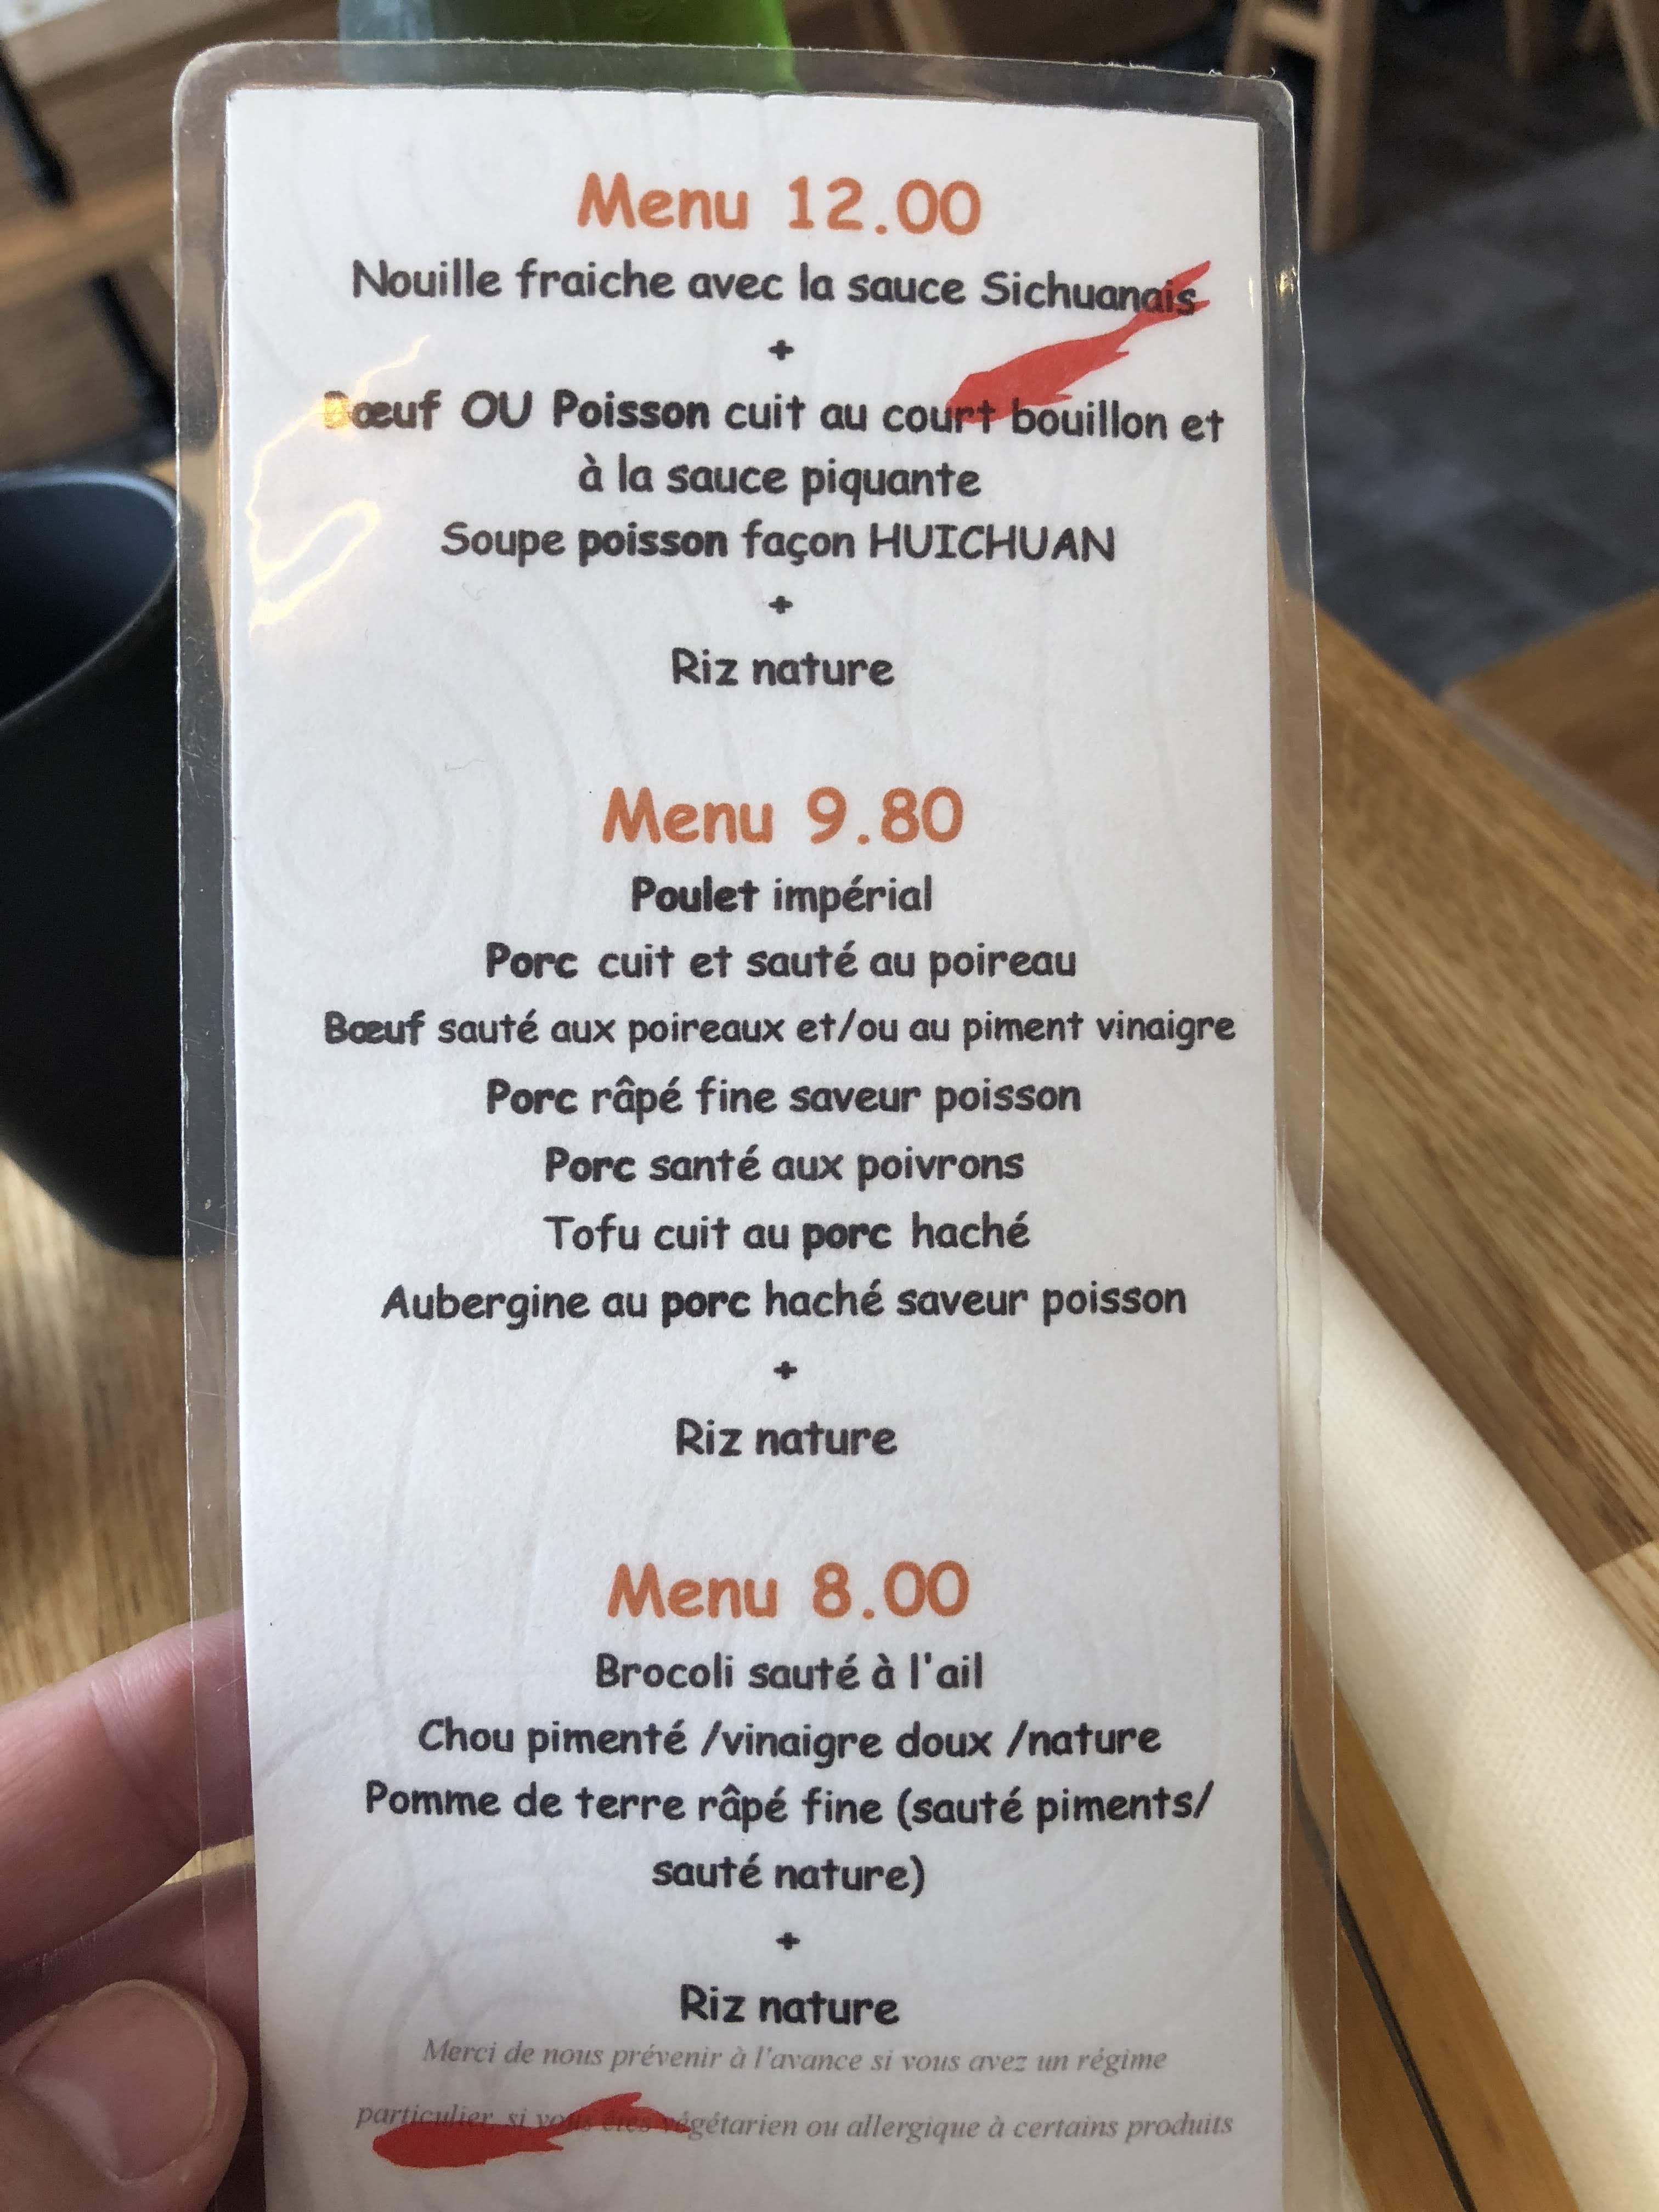 Menu 12.00
Nouille fraiche avec la sauce Sichuanais
+
Bœuf OU Poisson cuit au court bouillon et
à la sauce piquante
Soupe poisson façon HUICHUAN
+
Riz nature
Menu 9.80
Poulet impérial
Porc cuit et sauté au poireau
Bœuf sauté aux poireaux et/ou au piment vinaigre
Porc râpé fine saveur poisson
Porc santé aux poivrons
Tofu cuit au porc haché
Aubergine au porc haché saveur poisson
+
Riz nature
Menu 8.00
Brocoli sauté à l'ail
Chou pimenté /vinaigre doux /nature
Pomme de terre râpé fine (sauté piments/
sauté nature)
+
Riz nature
Merci de nous prévenir à l'avance si vous avez un régime
particulier, si vous êtes végétarien ou allergique à certains produits